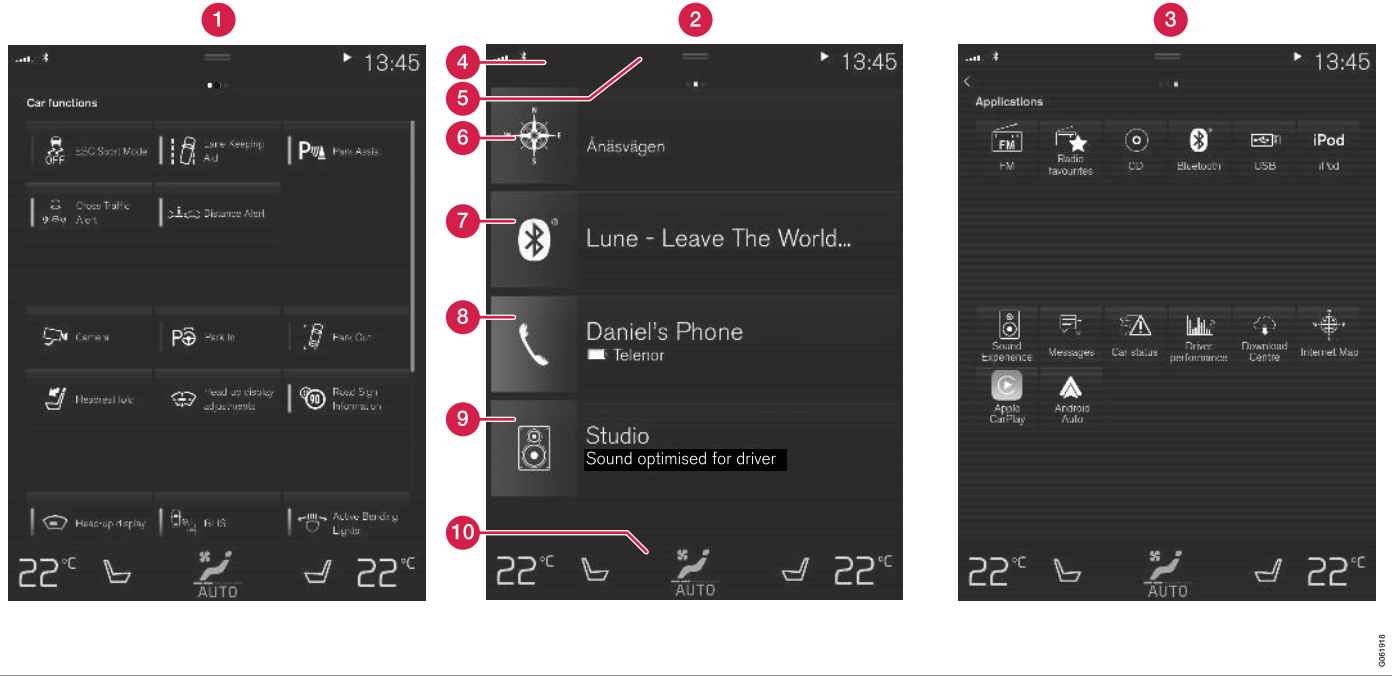 1
2
3
13:45
Car functions
ESC Sport Mode
OFF
Lane Keeping
Aid
P
Park Assist
Cross Traffic
Alert
Distance Alert
Camera
P
Park In
Park Out
Headrest fold
Head-up display
adjustments
90
Road Sign
Information
Head-up display
BLIS
Active Bending
Lights
22°C
AUTO
22°C
4
13:45
5
6
N
W
E
S
Ånäsvägen
7
Lune - Leave The World...
8
Daniel's Phone
Telenor
9
Studio
Sound optimised for driver
10
22°C
AUTO
22°C
13:45
Applications
FM
FM
Radio
favourites
CD
Bluetooth
USB
iPod
iPod
Sound
Experience
Messages
Car status
Driver
performance
Download
Centre
Internet Map
Apple
CarPlay
Android
Auto
22°C
AUTO
22°C
G061918